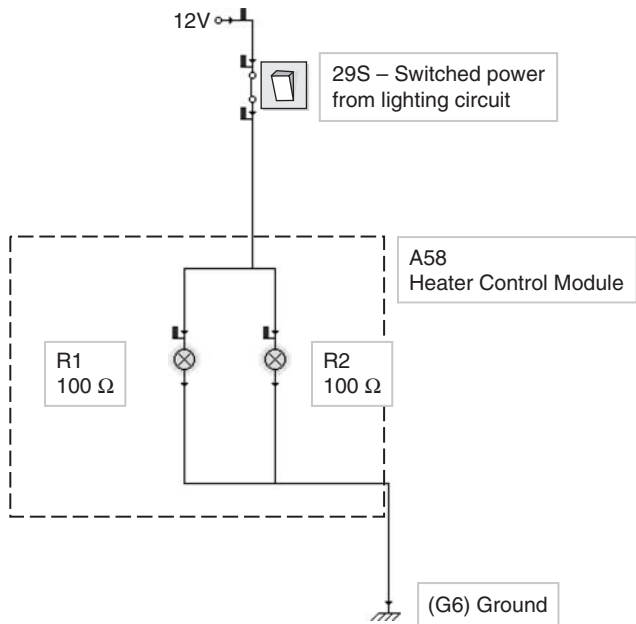 12V
29S – Switched power
from lighting circuit
A58
Heater Control Module
R1
100 Ω
R2
100 Ω
(G6) Ground